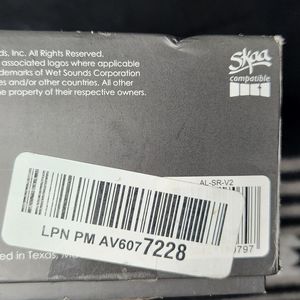 ds, Inc. All Rights Reserved.
associated logos where applicable
demarks of Wet Sounds Corporation
es and/or other countries. All other
e property of their respective owners.
Skaa
compatible
AL-SR-V2
LPN PM AV6077228
0797
ed in Texas,